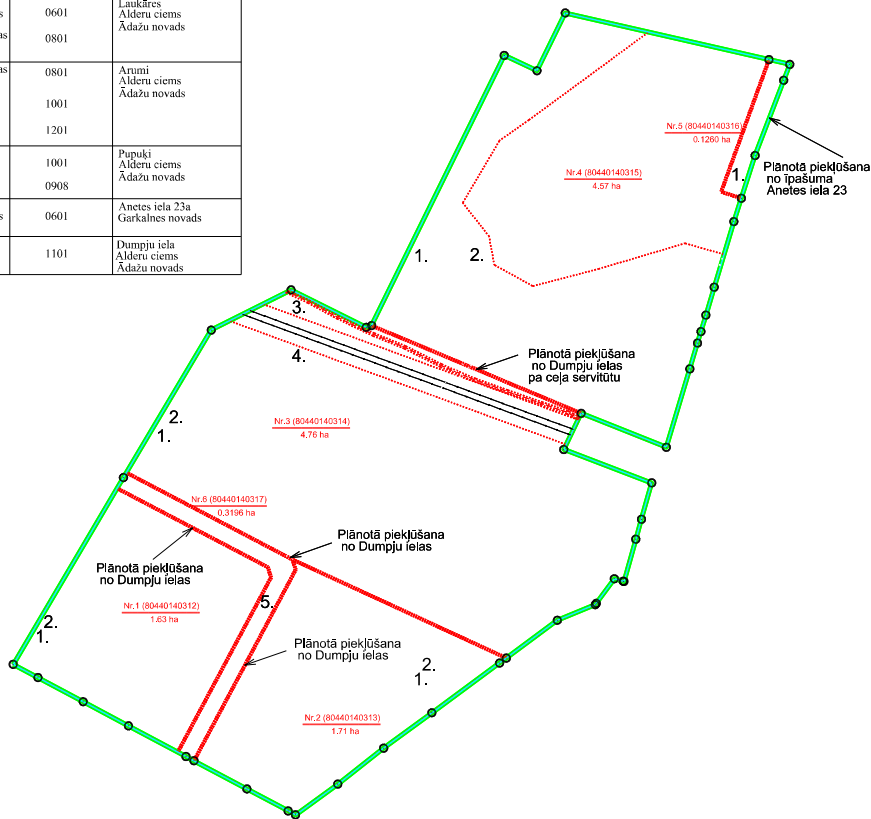 0601
0801
Laukāres
Alderu ciems
Ādažu novads
0801
1001
1201
Arumi
Alderu ciems
Ādažu novads
1001
0908
Pupuķi
Alderu ciems
Ādažu novads
0601
Anetes iela 23a
Garkalnes novads
1101
Dumpju iela
Alderu ciems
Ādažu novads
Nr.5 (80440140316)
0.1260 ha
1.
Plānotā piekļūšana
no īpašuma
Anetes iela 23
Nr.4 (80440140315)
4.57 ha
1.
2.
3.
4.
Plānotā piekļūšana
no Dumpju ielas
pa ceļa servitūtu
2.
1.
Nr.3 (80440140314)
4.76 ha
Nr.6 (80440140317)
0.3196 ha
Plānotā piekļūšana
no Dumpju ielas
Plānotā piekļūšana
no Dumpju ielas
5.
Nr.1 (80440140312)
1.63 ha
2.
1.
Plānotā piekļūšana
no Dumpju ielas
2.
1.
Nr.2 (80440140313)
1.71 ha